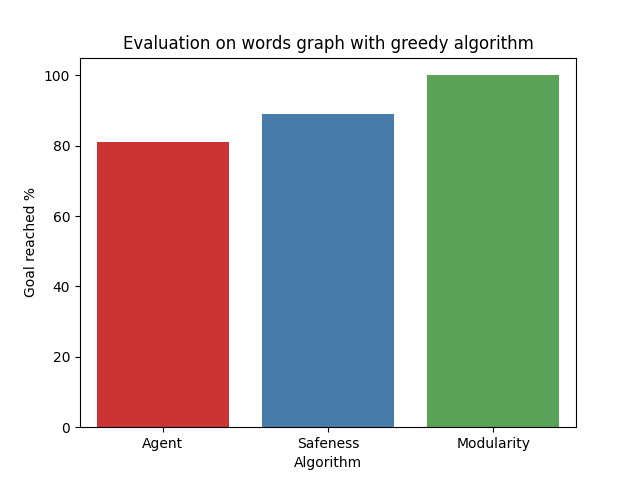 Evaluation on words graph with greedy algorithm
100
80
60
40
20
0
Goal reached %
Agent
Safeness
Modularity
Algorithm